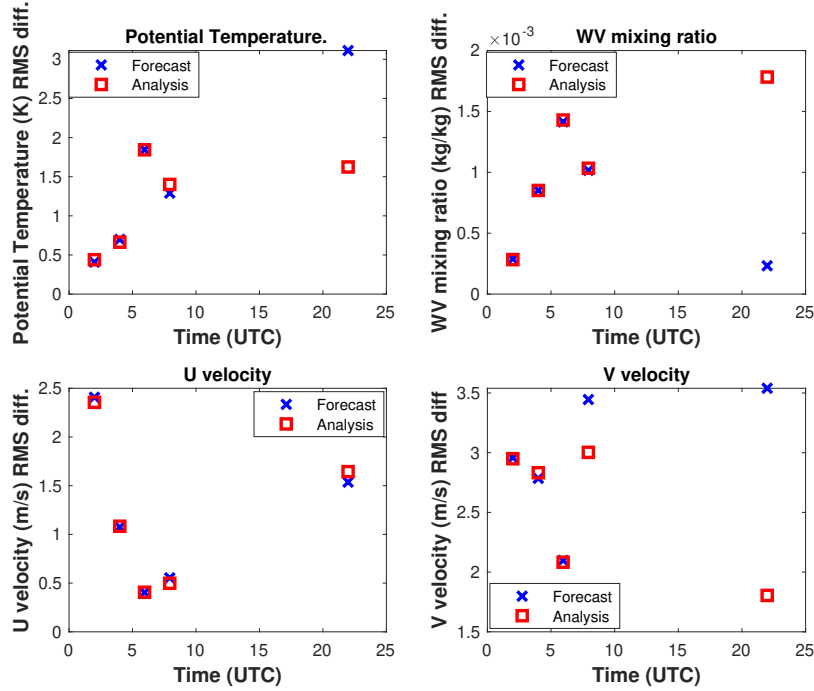 Potential Temperature.
Potential Temperature (K) RMS diff.
3
2.5
2
1.5
1
0.5
0
Forecast
Analysis
0 5 10 15 20 25
Time (UTC)
WV mixing ratio
×10⁻³
WV mixing ratio (kg/kg) RMS diff.
2
1.5
1
0.5
0
Forecast
Analysis
0 5 10 15 20 25
Time (UTC)
U velocity
U velocity (m/s) RMS diff.
2.5
2
1.5
1
0.5
0
Forecast
Analysis
0 5 10 15 20 25
Time (UTC)
V velocity
V velocity (m/s) RMS diff
3.5
3
2.5
2
1.5
Forecast
Analysis
0 5 10 15 20 25
Time (UTC)